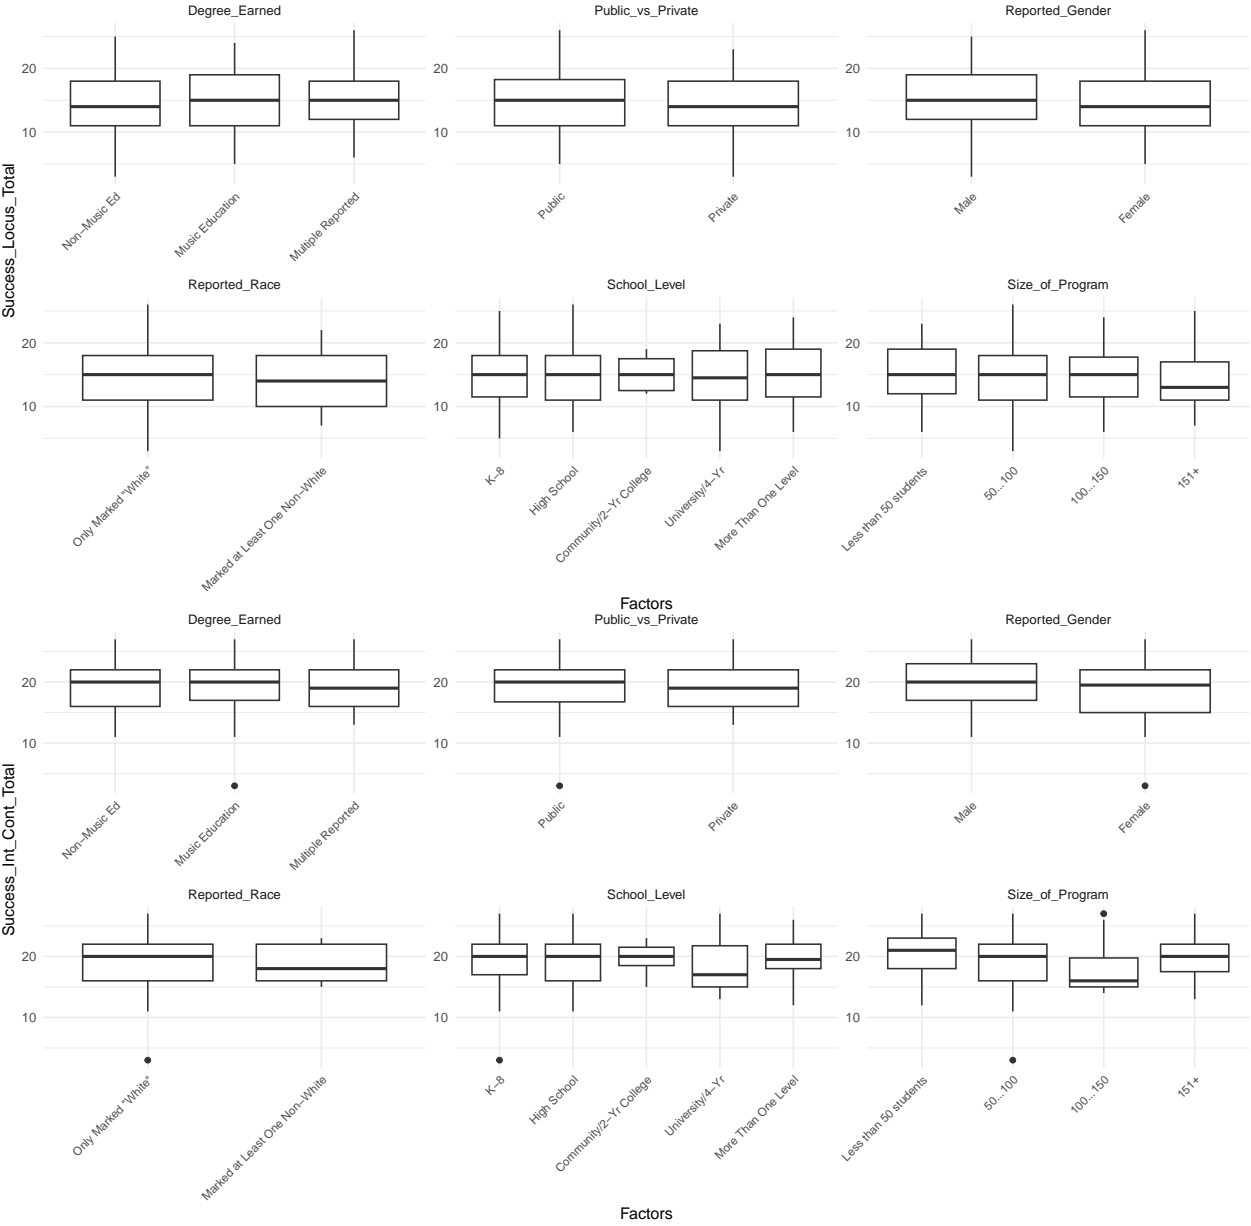 Degree_Earned
Public_vs_Private
Reported_Gender
20
10
20
10
20
10
Non−Music Ed
Music Education
Multiple Reported
Public
Private
Male
Female
Success_Locus_Total
Reported_Race
School_Level
Size_of_Program
20
10
20
10
20
10
Only Marked "White"
Marked at Least One Non−White
K−8
High School
Community/2−Yr College
University/4−Yr
More Than One Level
Less than 50 students
50...100
100...150
151+
Factors
Degree_Earned
Public_vs_Private
Reported_Gender
20
10
20
10
20
10
Non−Music Ed
Music Education
Multiple Reported
Public
Private
Male
Female
Success_Int_Cont_Total
Reported_Race
School_Level
Size_of_Program
20
10
20
10
20
10
Only Marked "White"
Marked at Least One Non−White
K−8
High School
Community/2−Yr College
University/4−Yr
More Than One Level
Less than 50 students
50...100
100...150
151+
Factors